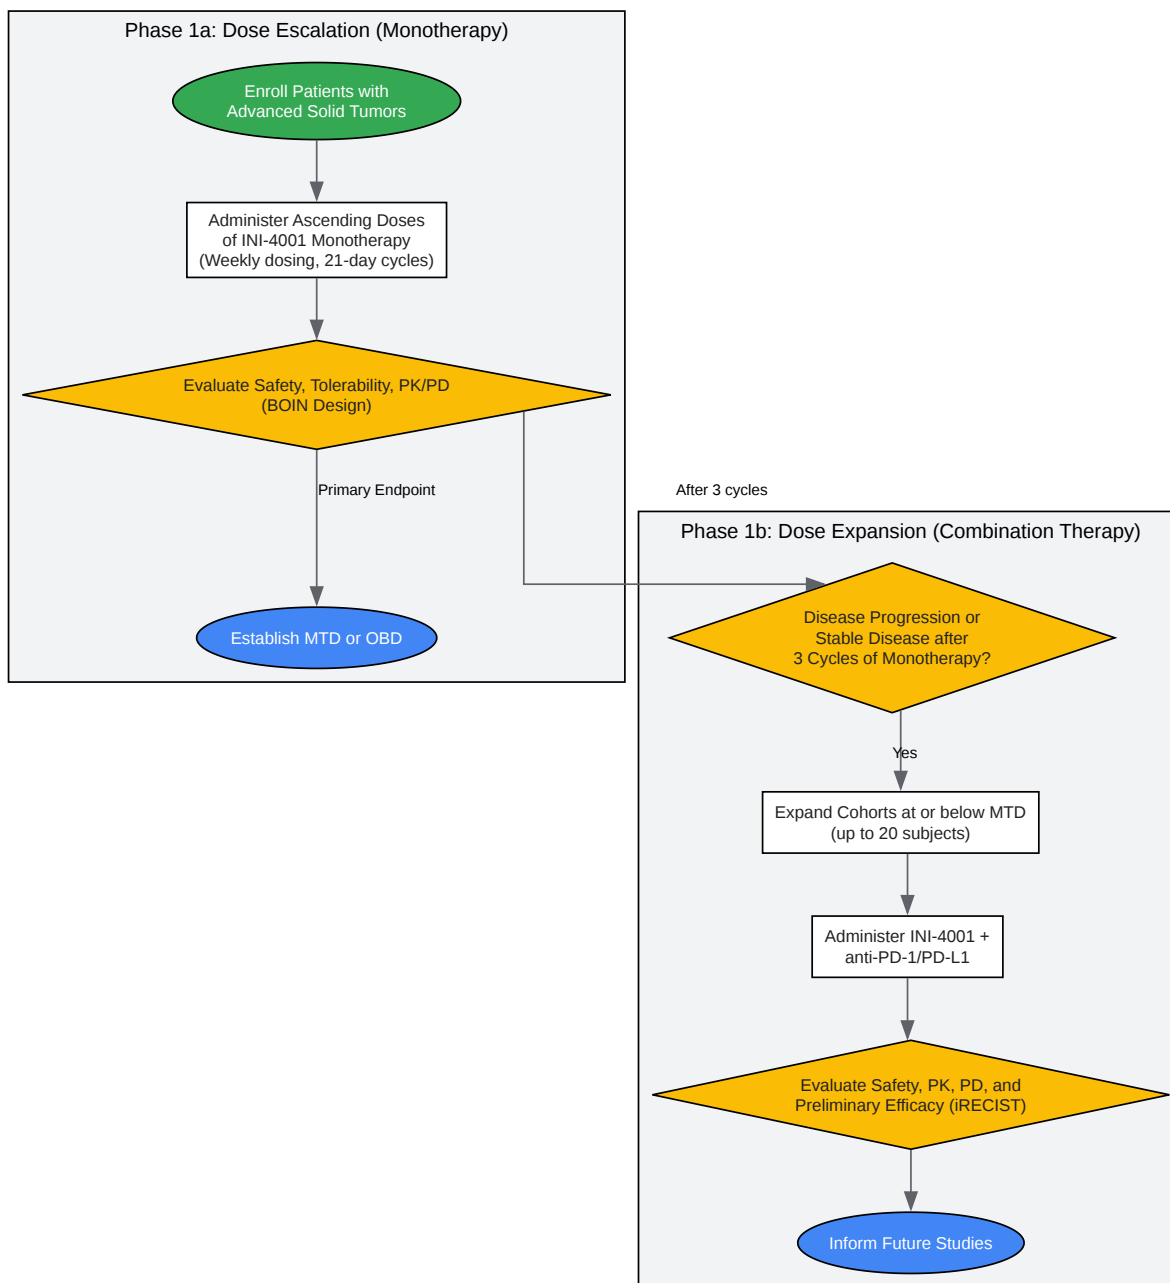 Phase 1a: Dose Escalation (Monotherapy)
Enroll Patients with
Advanced Solid Tumors
Administer Ascending Doses
of INI-4001 Monotherapy
(Weekly dosing, 21-day cycles)
Evaluate Safety, Tolerability, PK/PD
(BOIN Design)
Primary Endpoint
Establish MTD or OBD
After 3 cycles
Phase 1b: Dose Expansion (Combination Therapy)
Disease Progression or
Stable Disease after
3 Cycles of Monotherapy?
Yes
Expand Cohorts at or below MTD
(up to 20 subjects)
Administer INI-4001 +
anti-PD-1/PD-L1
Evaluate Safety, PK, PD, and
Preliminary Efficacy (iRECIST)
Inform Future Studies